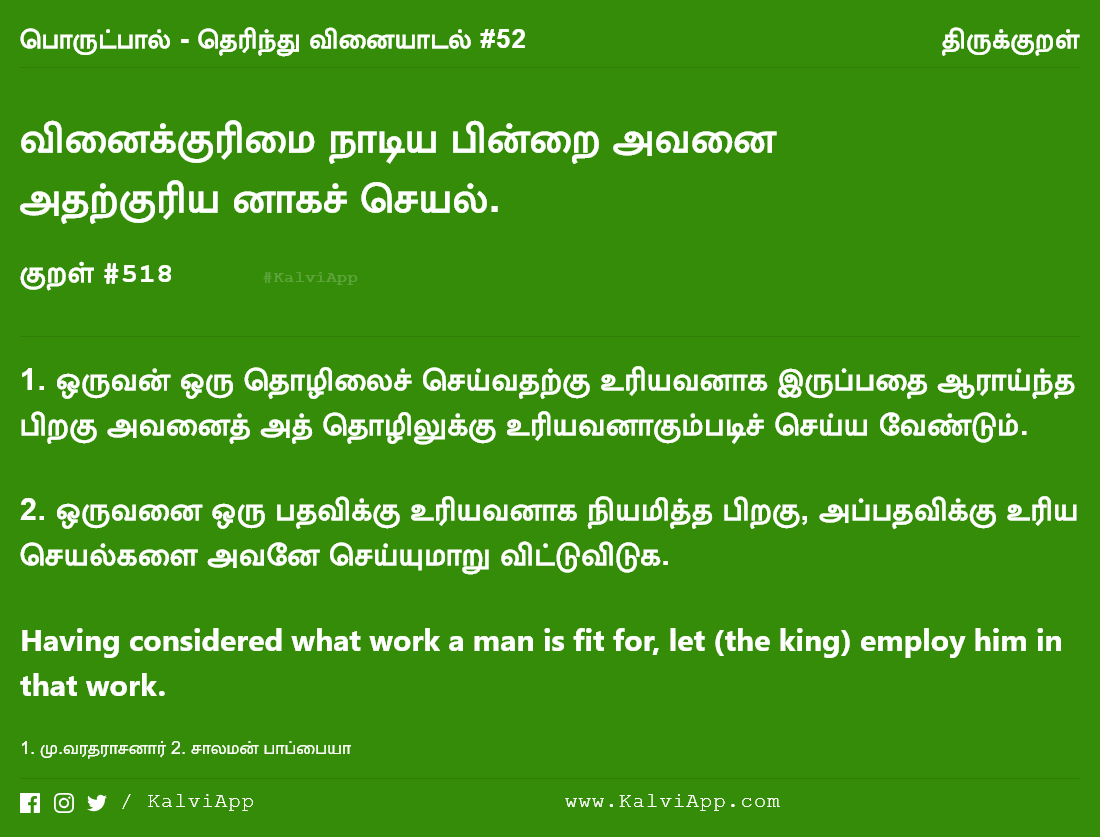 பொருட்பால் - தெரிந்து வினையாடல் #52
திருக்குறள்
வினைக்குரிமை நாடிய பின்றை அவனை
அதற்குரிய னாகச் செயல்.
குறள் #518
#KalviApp
1. ஒருவன் ஒரு தொழிலைச் செய்வதற்கு உரியவனாக இருப்பதை ஆராய்ந்த
பிறகு அவனைத் அத் தொழிலுக்கு உரியவனாகும்படிச் செய்ய வேண்டும்.
2. ஒருவனை ஒரு பதவிக்கு உரியவனாக நியமித்த பிறகு, அப்பதவிக்கு உரிய
செயல்களை அவனே செய்யுமாறு விட்டுவிடுக.
Having considered what work a man is fit for, let (the king) employ him in
that work.
1. மு.வரதராசனார் 2. சாலமன் பாப்பையா
/ KalviApp
www.KalviApp.com